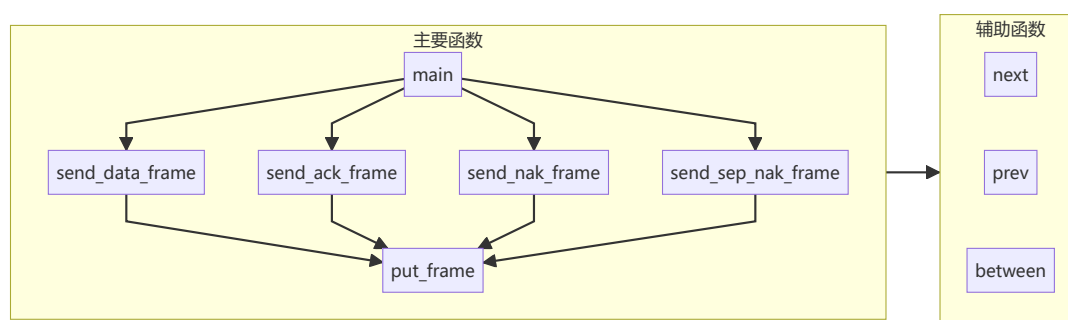 主要函数
main
send_data_frame
send_ack_frame
send_nak_frame
send_sep_nak_frame
put_frame
辅助函数
next
prev
between